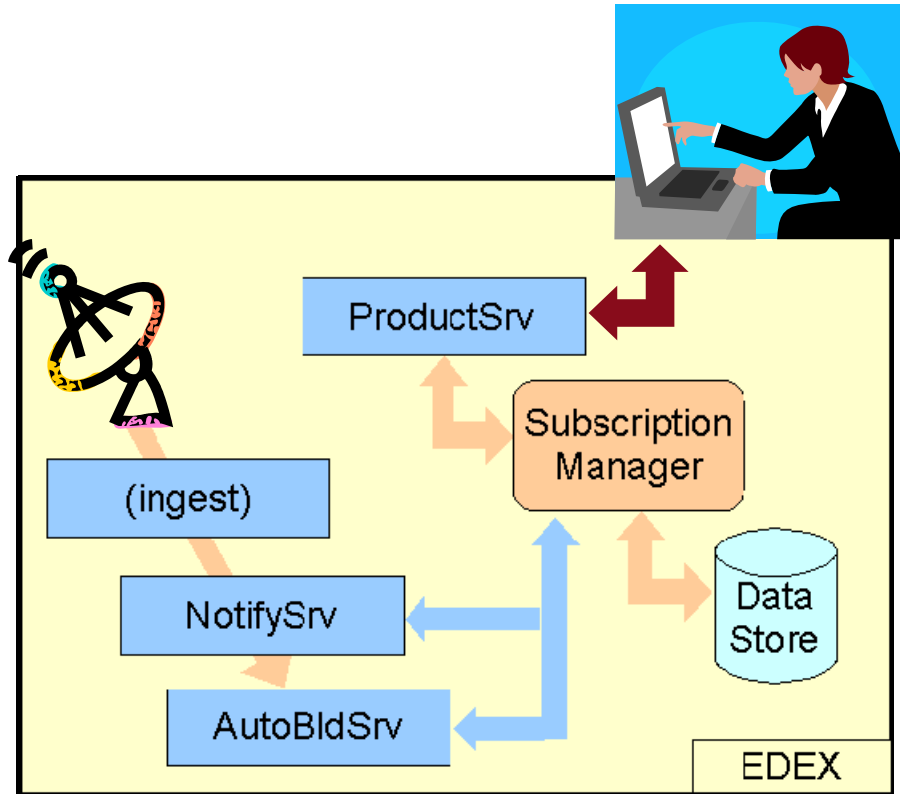 ProductSrv
Subscription
Manager
(ingest)
NotifySrv
Data
Store
AutoBldSrv
EDEX